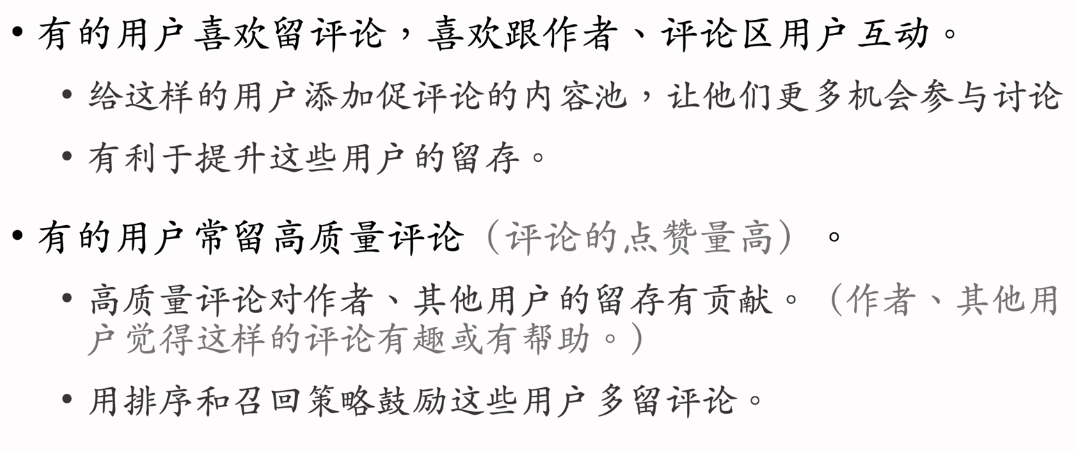 • 有的用户喜欢留评论，喜欢跟作者、评论区用户互动。
• 给这样的用户添加促评论的内容池，让他们更多机会参与讨论
• 有利于提升这些用户的留存。
• 有的用户常留高质量评论（评论的点赞量高）。
• 高质量评论对作者、其他用户的留存有贡献。（作者、其他用
户觉得这样的评论有趣或有帮助。）
• 用排序和召回策略鼓励这些用户多留评论。